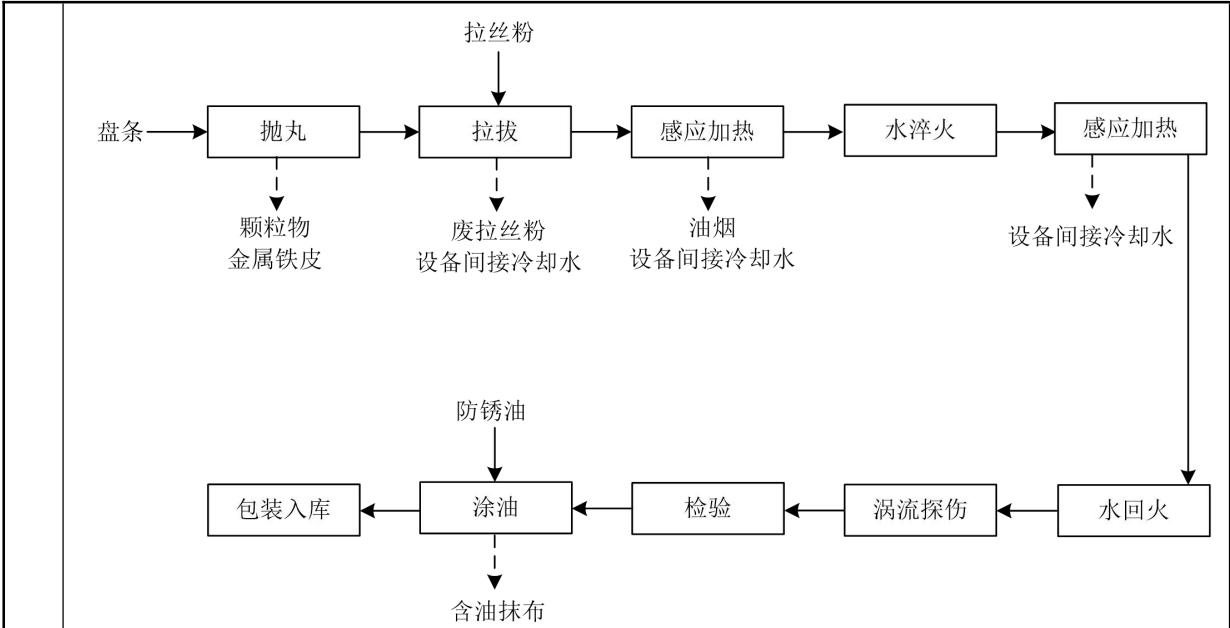 拉丝粉
盘条
抛丸
拉拔
感应加热
水淬火
感应加热
颗粒物
金属铁皮
废拉丝粉
设备间接冷却水
油烟
设备间接冷却水
设备间接冷却水
防锈油
包装入库
涂油
检验
涡流探伤
水回火
含油抹布